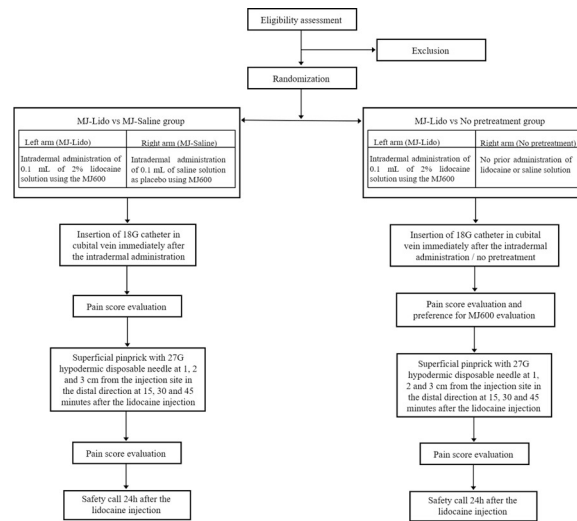 Eligibility assessment
Exclusion
Randomization
MJ-Lido vs MJ-Saline group
Left arm (MJ-Lido)
Right arm (MJ-Saline)
Intradermal administration of
0.1 mL of 2% lidocaine
solution using the MJ600
Intradermal administration
of 0.1 mL of saline solution
as placebo using MJ600
Insertion of 18G catheter in
cubital vein immediately after
the intradermal administration
Pain score evaluation
Superficial pinprick with 27G
hypodermic disposable needle at 1, 2
and 3 cm from the injection site in
the distal direction at 15, 30 and 45
minutes after the lidocaine injection
Pain score evaluation
Safety call 24h after the
lidocaine injection
MJ-Lido vs No pretreatment group
Left arm (MJ-Lido)
Right arm (No pretreatment)
Intradermal administration of
0.1 mL of 2% lidocaine
solution using the MJ600
No prior administration of
lidocaine or saline solution
Insertion of 18G catheter in cubital
vein immediately after the intradermal
administration / no pretreatment
Pain score evaluation and
preference for MJ600 evaluation
Superficial pinprick with 27G
hypodermic disposable needle at 1,
2 and 3 cm from the injection site in
the distal direction at 15, 30 and 45
minutes after the lidocaine injection
Pain score evaluation
Safety call 24h after the
lidocaine injection